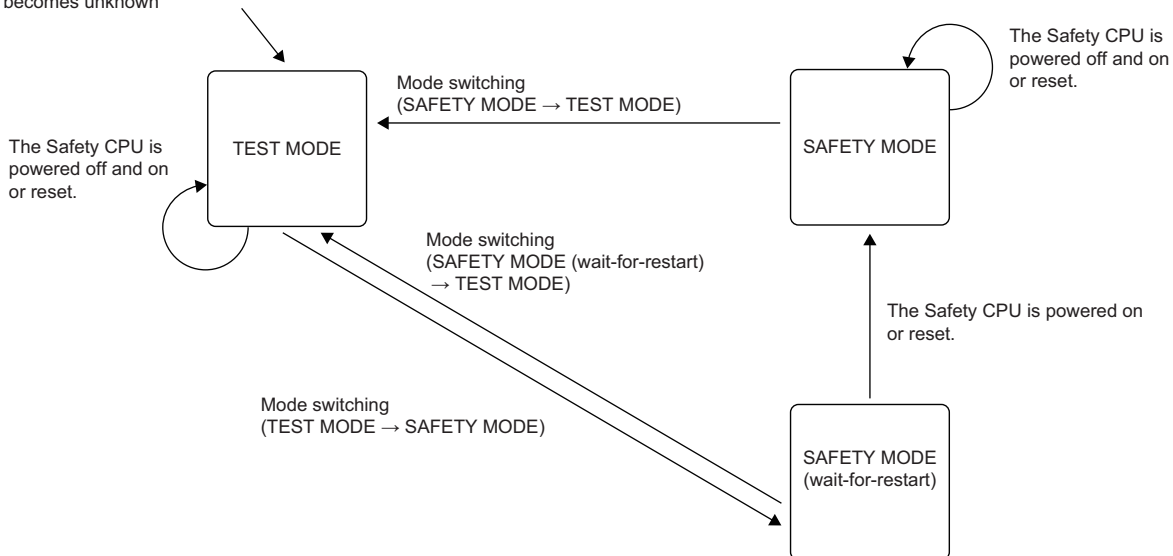 becomes unknown
The Safety CPU is
powered off and on
or reset.
Mode switching
(SAFETY MODE → TEST MODE)
TEST MODE
SAFETY MODE
The Safety CPU is
powered off and on
or reset.
Mode switching
(SAFETY MODE (wait-for-restart)
→ TEST MODE)
The Safety CPU is powered on
or reset.
Mode switching
(TEST MODE → SAFETY MODE)
SAFETY MODE
(wait-for-restart)